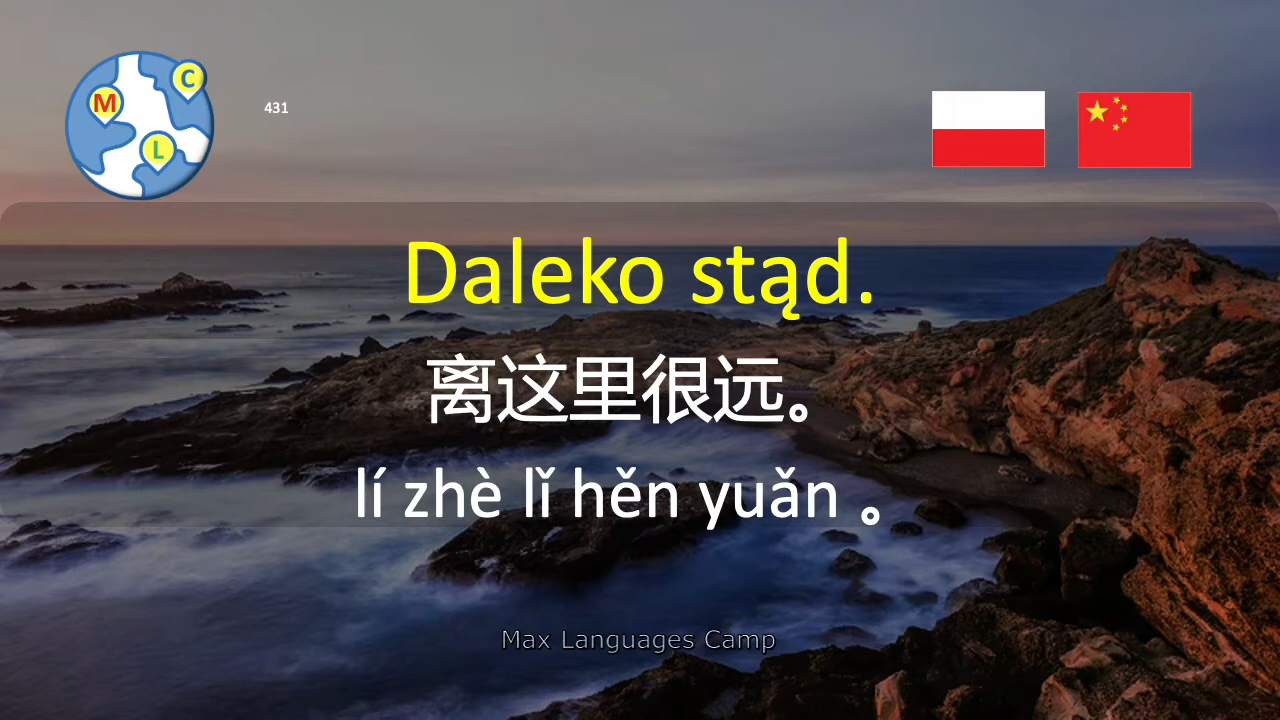 M
C
L
431
Daleko stąd.
离这里很远。
lí zhè lǐ hěn yuǎn 。
Max Languages Camp